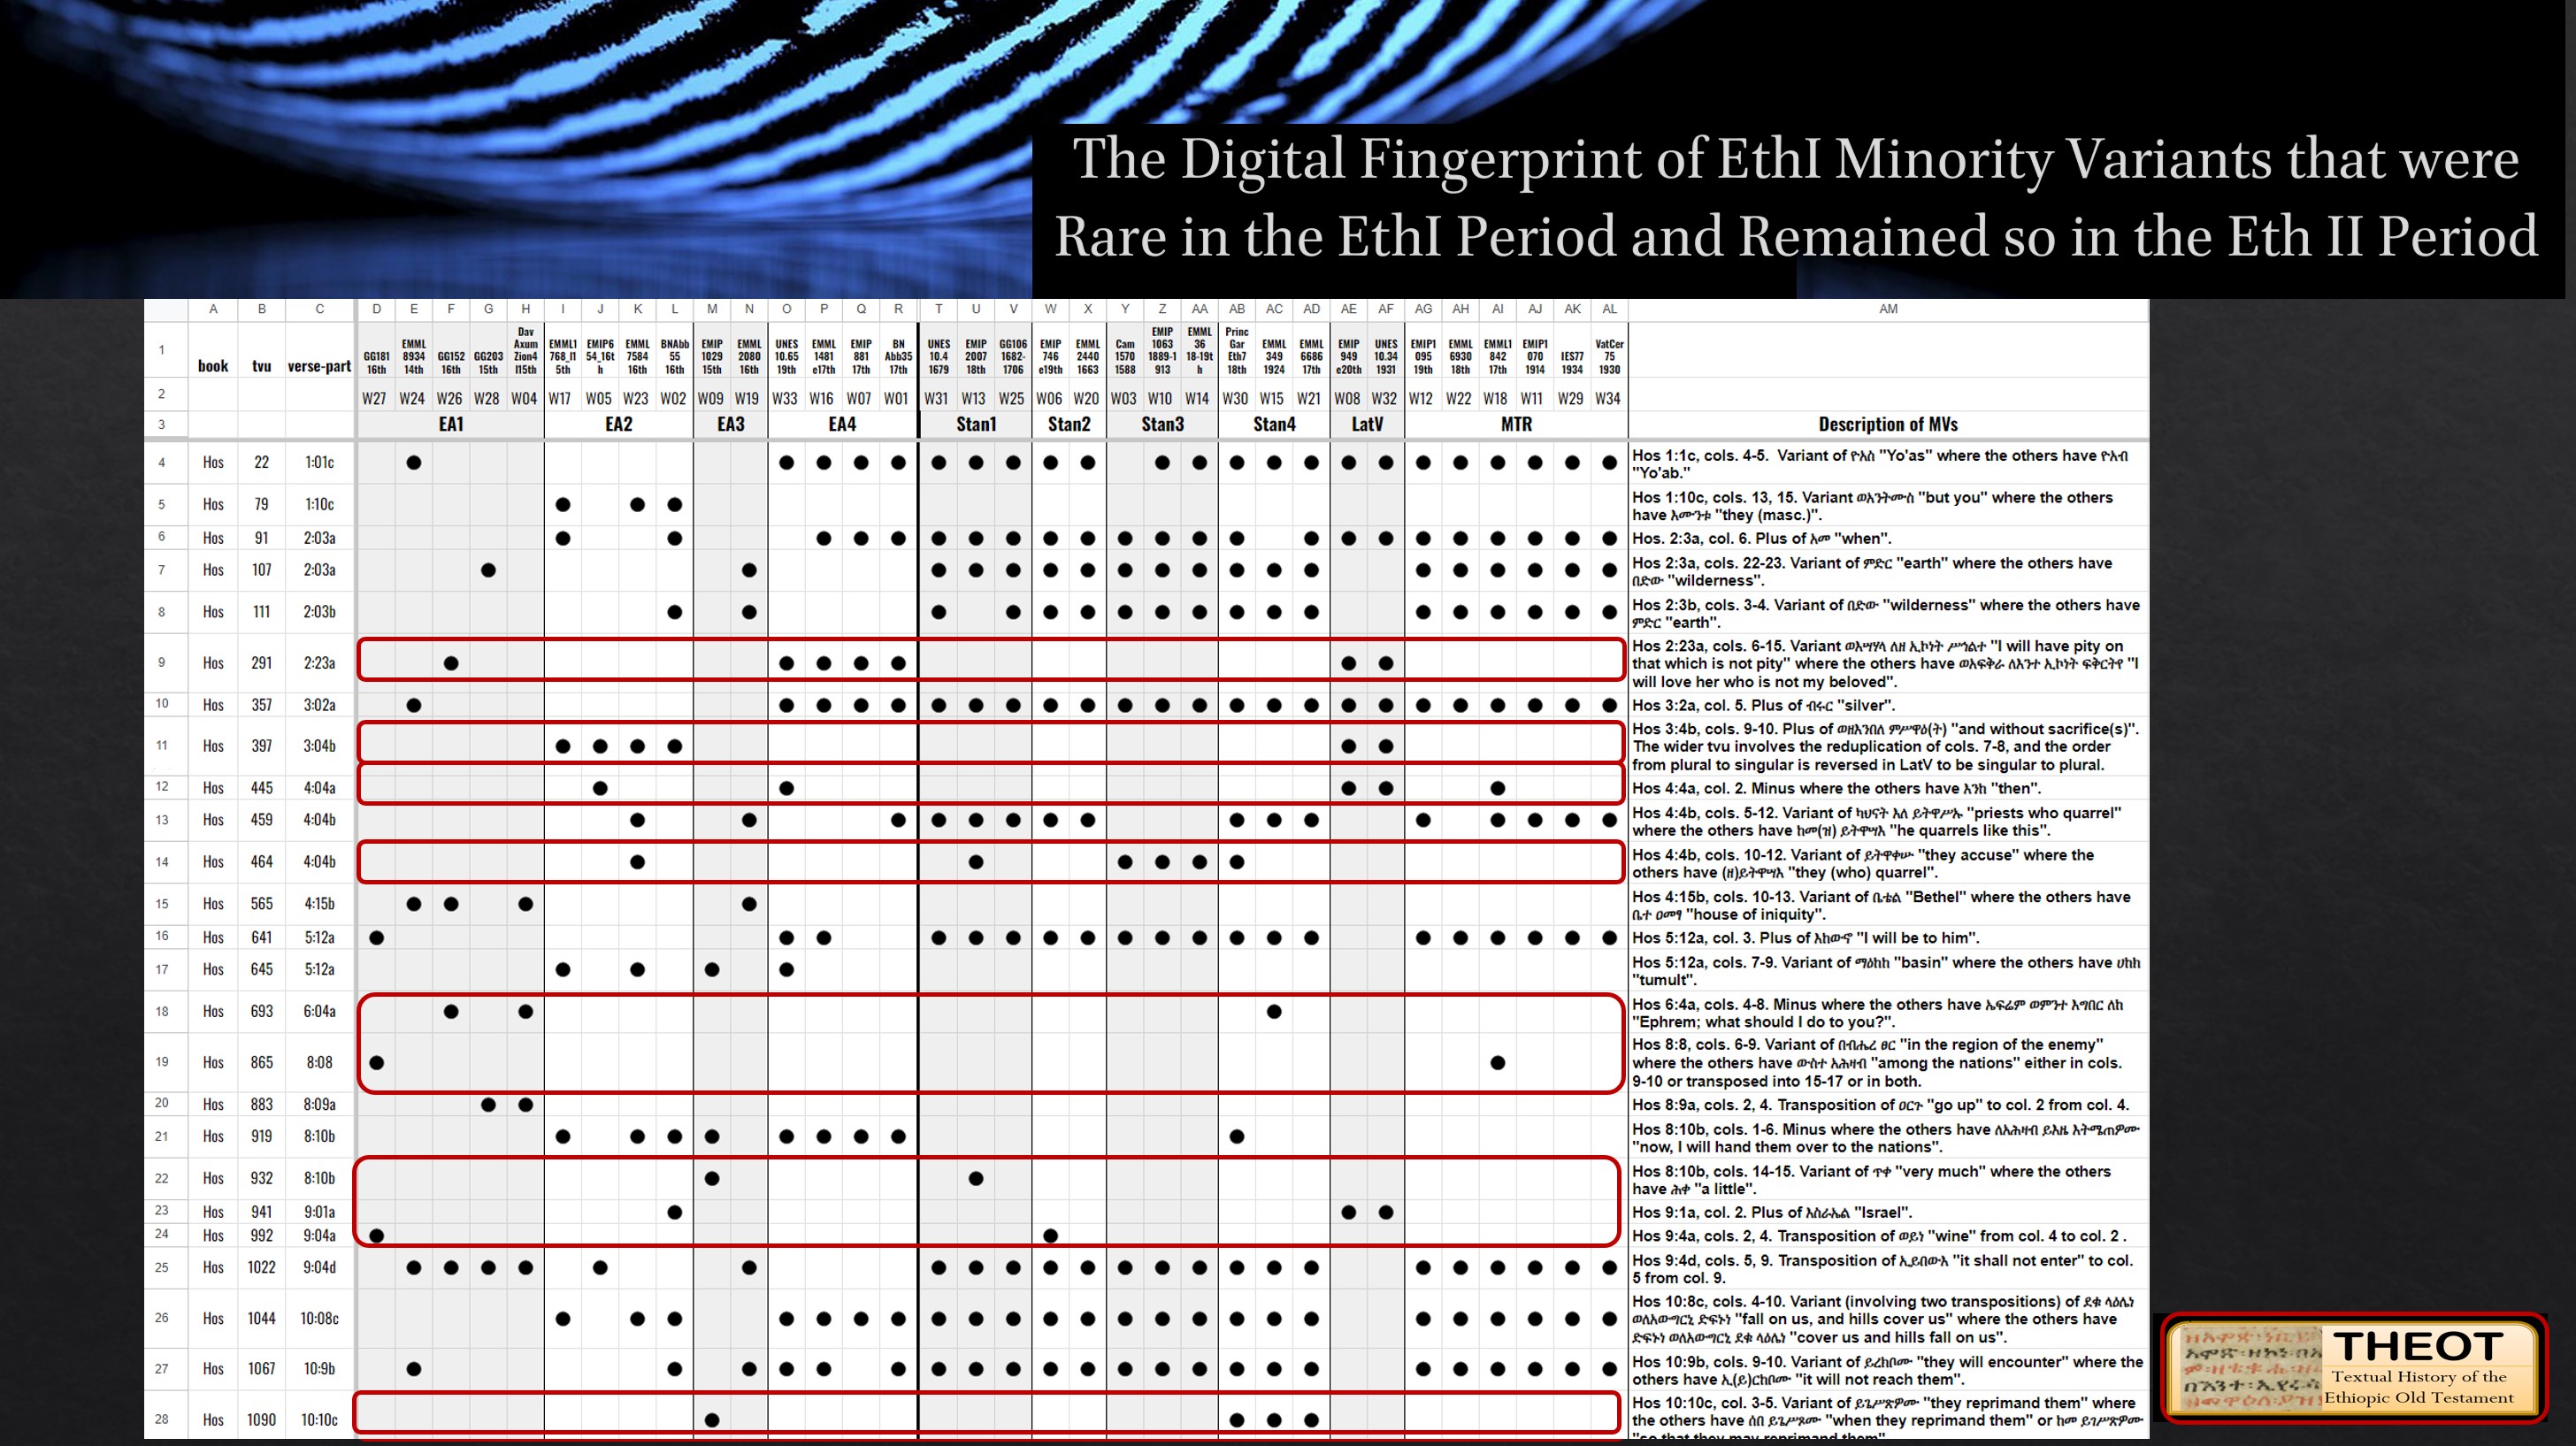 The Digital Fingerprint of EthI Minority Variants that were
Rare in the EthI Period and Remained so in the Eth II Period
A B C D E F G H I J K L M N O P Q R T U V W X Y Z AA AB AC AD AE AF AG AH AI AJ AK AL AM
1 book tvu verse-part GG181 16th EMML 8934 14th GG152 16th GG203 15th Dav Axum Zion4 l15th EMML1 768_l1 5th EMIP6 54_16t h EMML 7584 16th BNAbb 55 16th EMIP 1029 15th EMML 2080 16th UNES 10.65 19th EMML 1481 e17th EMIP 881 17th BN Abb35 17th UNES 10.4 1679 EMIP 2007 18th GG106 1682- 1706 EMIP 746 e19th EMML 2440 1663 Cam 1570 1588 EMIP 1063 1889-1 913 EMML 36 18-19t h Princ Gar Eth7 18th EMML 349 1924 EMML 6686 17th EMIP 949 e20th UNES 10.34 1931 EMIP1 095 19th EMML 6930 18th EMML1 842 17th EMIP1 070 1914 IES77 1934 VatCer 75 1930
2 W27 W24 W26 W28 W04 W17 W05 W23 W02 W09 W19 W33 W16 W07 W01 W31 W13 W25 W06 W20 W03 W10 W14 W30 W15 W21 W08 W32 W12 W22 W18 W11 W29 W34
3 EA1 EA2 EA3 EA4 Stan1 Stan2 Stan3 Stan4 LatV MTR Description of MVs
4 Hos 22 1:01c Hos 1:1c, cols. 4-5. Variant of ዮአስ "Yo'as" where the others have ዮአብ
"Yo'ab."
5 Hos 79 1:10c Hos 1:10c, cols. 13, 15. Variant ወአንትሙሰ "but you" where the others
have እሙንቱ "they (masc.)".
6 Hos 91 2:03a Hos. 2:3a, col. 6. Plus of አመ "when".
7 Hos 107 2:03a Hos 2:3a, cols. 22-23. Variant of ምድር "earth" where the others have
በድው "wilderness".
8 Hos 111 2:03b Hos 2:3b, cols. 3-4. Variant of በድው "wilderness" where the others have
ምድር "earth".
9 Hos 291 2:23a Hos 2:23a, cols. 6-15. Variant ወእሣሃላ ለዘ ኢኮነት ሥኅልተ "I will have pity on
that which is not pity" where the others have ወአፍቅራ ለእንተ ኢኮነት ፍቅርትየ "I
will love her who is not my beloved".
10 Hos 357 3:02a Hos 3:2a, col. 5. Plus of ብሩር "silver".
11 Hos 397 3:04b Hos 3:4b, cols. 9-10. Plus of ወዘእንበለ ምሥዋዕ(ት) "and without sacrifice(s)".
The wider tvu involves the reduplication of cols. 7-8, and the order
from plural to singular is reversed in LatV to be singular to plural.
12 Hos 445 4:04a Hos 4:4a, col. 2. Minus where the others have እንከ "then".
13 Hos 459 4:04b Hos 4:4b, cols. 5-12. Variant of ካህናት እለ ይትዋሥኡ "priests who quarrel"
where the others have ከመ(ዝ) ይትዋሣእ "he quarrels like this".
14 Hos 464 4:04b Hos 4:4b, cols. 10-12. Variant of ይትዋቀሡ "they accuse" where the
others have (ዘ)ይትዋሣእ "they (who) quarrel".
15 Hos 565 4:15b Hos 4:15b, cols. 10-13. Variant of ቤቴል "Bethel" where the others have
ቤተ ዐመፃ "house of iniquity".
16 Hos 641 5:12a Hos 5:12a, col. 3. Plus of እከውኖ "I will be to him".
17 Hos 645 5:12a Hos 5:12a, cols. 7-9. Variant of ማዕከክ "basin" where the others have ሀከክ
"tumult".
18 Hos 693 6:04a Hos 6:4a, cols. 4-8. Minus where the others have ኤፍሬም ወምንተ እግበር ለከ
"Ephrem; what should I do to you?".
19 Hos 865 8:08 Hos 8:8, cols. 6-9. Variant of በብሔረ ፀር "in the region of the enemy"
where the others have ውስተ አሕዛብ "among the nations" either in cols.
9-10 or transposed into 15-17 or in both.
20 Hos 883 8:09a Hos 8:9a, cols. 2, 4. Transposition of ዐርጉ "go up" to col. 2 from col. 4.
21 Hos 919 8:10b Hos 8:10b, cols. 1-6. Minus where the others have ለአሕዛብ ይእዜ እትሜጠዎሙ
"now, I will hand them over to the nations".
22 Hos 932 8:10b Hos 8:10b, cols. 14-15. Variant of ጥቀ "very much" where the others
have ሕቀ "a little".
23 Hos 941 9:01a Hos 9:1a, col. 2. Plus of እስራኤል "Israel".
24 Hos 992 9:04a Hos 9:4a, cols. 2, 4. Transposition of ወይነ "wine" from col. 4 to col. 2 .
25 Hos 1022 9:04d Hos 9:4d, cols. 5, 9. Transposition of ኢይበውእ "it shall not enter" to col.
5 from col. 9.
26 Hos 1044 10:08c Hos 10:8c, cols. 4-10. Variant (involving two transpositions) of ደቁ ላዕሌነ
ወለአውግርኒ ድፍኑነ "fall on us, and hills cover us" where the others have
ድፍኑነ ወለአውግርኒ ደቁ ላዕሌነ "cover us and hills fall on us".
27 Hos 1067 10:9b Hos 10:9b, cols. 9-10. Variant of ይረክቦሙ "they will encounter" where the
others have ኢ(ይ)ርከቦሙ "it will not reach them".
28 Hos 1090 10:10c Hos 10:10c, col. 3-5. Variant of ይጌሥጽዎሙ "they reprimand them" where
the others have ሰበ ይጌሥጾሙ "when they reprimand them" or ከመ ይገሥጽዎሙ
"so that they may reprimand them"
THEOT
Textual History of the
Ethiopic Old Testament